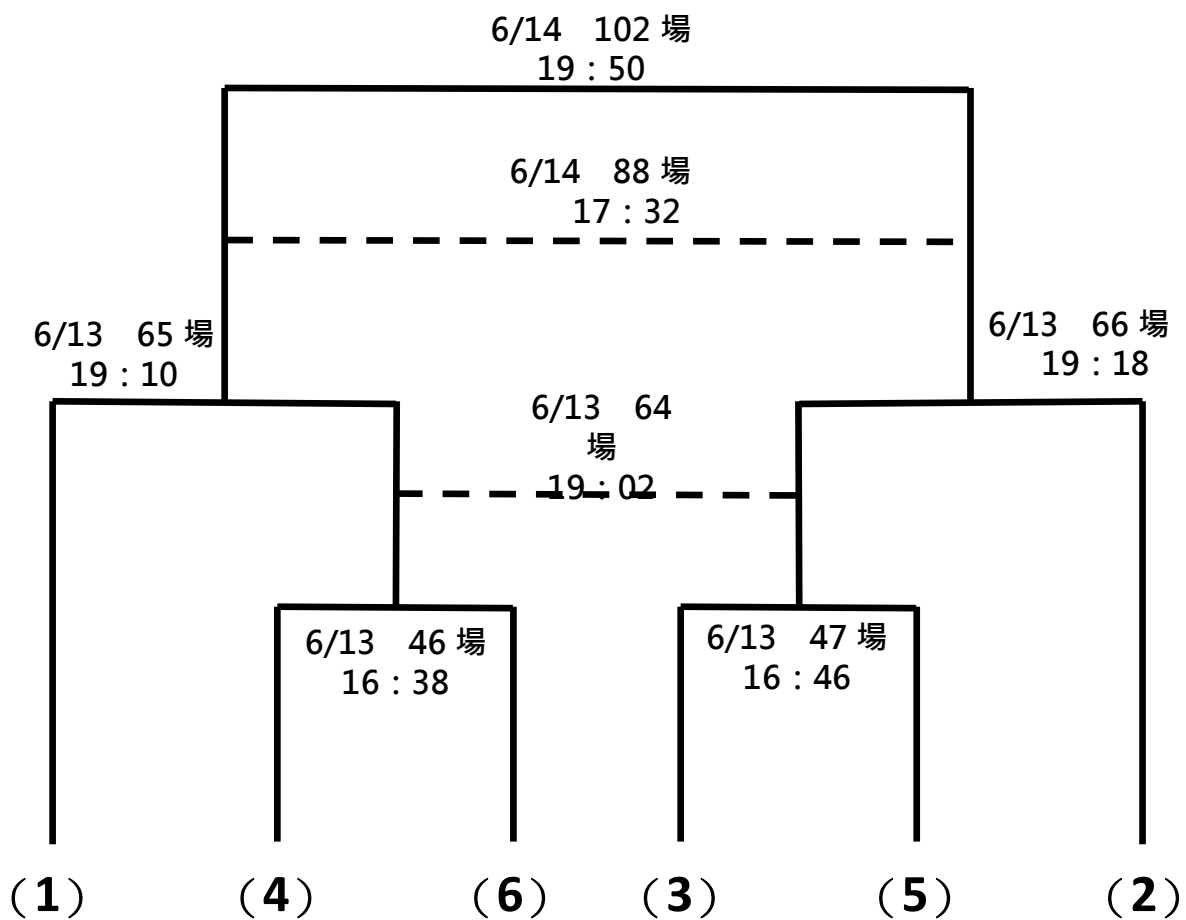 6/14 102 場
19：50
6/14 88 場
17：32
6/13 65 場
19：10
6/13 66 場
19：18
6/13 64
場
19：02
6/13 46 場
16：38
6/13 47 場
16：46
（1） （4） （6） （3） （5） （2）